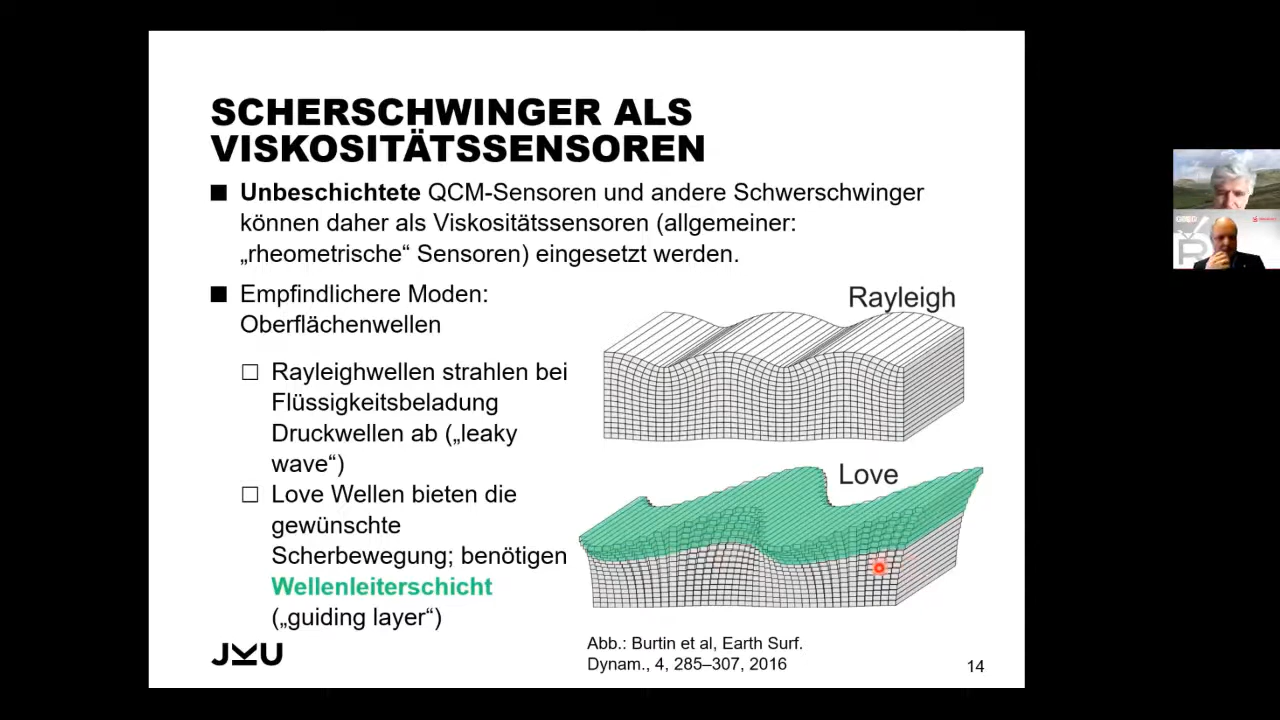 SCHERSCHWINGER ALS
VISKOSITÄTSSENSOREN
■ Unbeschichtete QCM-Sensoren und andere Schwerschwinger
können daher als Viskositätssensoren (allgemeiner:
„rheometrische“ Sensoren) eingesetzt werden.
■ Empfindlichere Moden:
Oberflächenwellen
□ Rayleighwellen strahlen bei
Flüssigkeitsbeladung
Druckwellen ab („leaky
wave“)
□ Love Wellen bieten die
gewünschte
Scherbewegung; benötigen
Wellenleiterschicht
(„guiding layer“)
Rayleigh
Love
Abb.: Burtin et al, Earth Surf.
Dynam., 4, 285–307, 2016
JKU
14